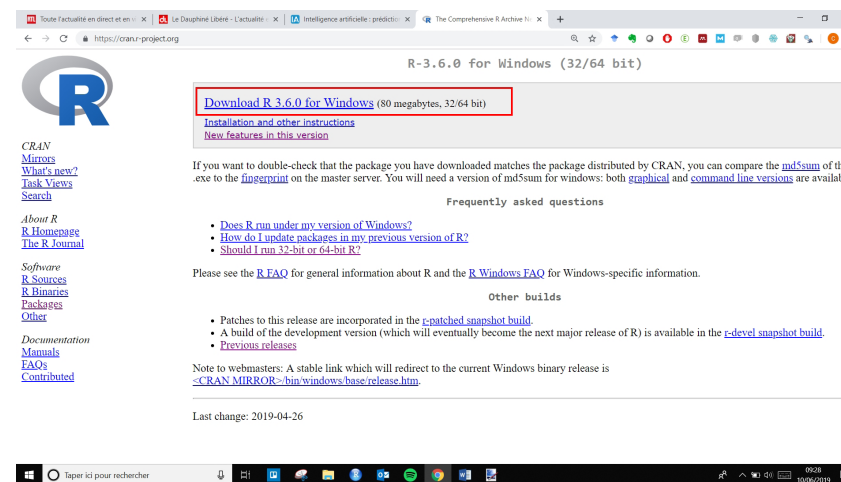 Toute l'actualité en direct et en vi
Le Dauphiné Libéré - L'actualité
Intelligence artificielle : prédiction
The Comprehensive R Archive Ne
https://cran.r-project.org
R-3.6.0 for Windows (32/64 bit)
R
Download R 3.6.0 for Windows (80 megabytes, 32/64 bit)
Installation and other instructions
New features in this version
CRAN
Mirrors
What's new?
Task Views
Search
About R
R Homepage
The R Journal
Software
R Sources
R Binaries
Packages
Other
Documentation
Manuals
FAQs
Contributed
If you want to double-check that the package you have downloaded matches the package distributed by CRAN, you can compare the md5sum of th
.exe to the fingerprint on the master server. You will need a version of md5sum for windows: both graphical and command line versions are availab
Frequently asked questions
Does R run under my version of Windows?
How do I update packages in my previous version of R?
Should I run 32-bit or 64-bit R?
Please see the R FAQ for general information about R and the R Windows FAQ for Windows-specific information.
Other builds
Patches to this release are incorporated in the r-patched snapshot build.
A build of the development version (which will eventually become the next major release of R) is available in the r-devel snapshot build.
Previous releases
Note to webmasters: A stable link which will redirect to the current Windows binary release is
<CRAN MIRROR>/bin/windows/base/release.htm.
Last change: 2019-04-26
Taper ici pour rechercher
09:28
10/06/2019